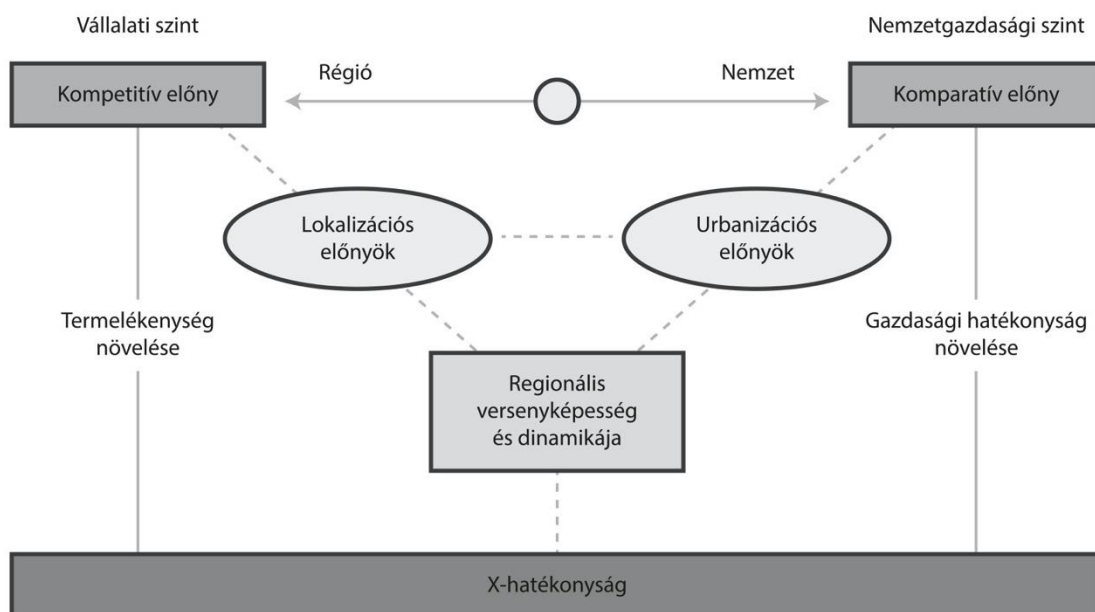 Vállalati szint
Nemzetgazdasági szint
Kompetitív előny
Régió
Nemzet
Komparatív előny
Lokalizációs
előnyök
Urbanizációs
előnyök
Termelékenység
növelése
Gazdasági hatékonyság
növelése
Regionális
versenyképesség
és dinamikája
X-hatékonyság